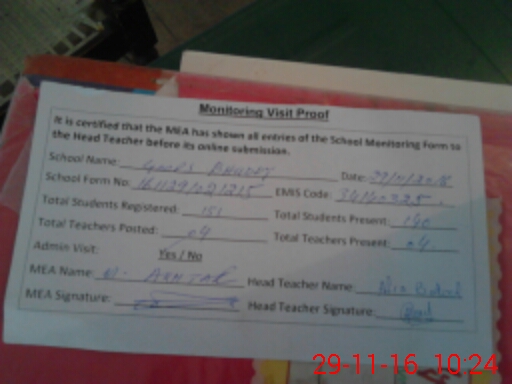 Monitoring Visit Proof
It is certified that the MEA has shown all entries of the School Monitoring Form to
the Head Teacher before its online submission.
School Name: Date: 29/11/2016
School Form No: EMIS Code:
Total Students Registered: 151 Total Students Present: 140
Total Teachers Posted: 04 Total Teachers Present: 04
Admin Visit: Yes / No
MEA Name: M. AKHTAR Head Teacher Name:
MEA Signature: Head Teacher Signature:
29-11-16 10:24